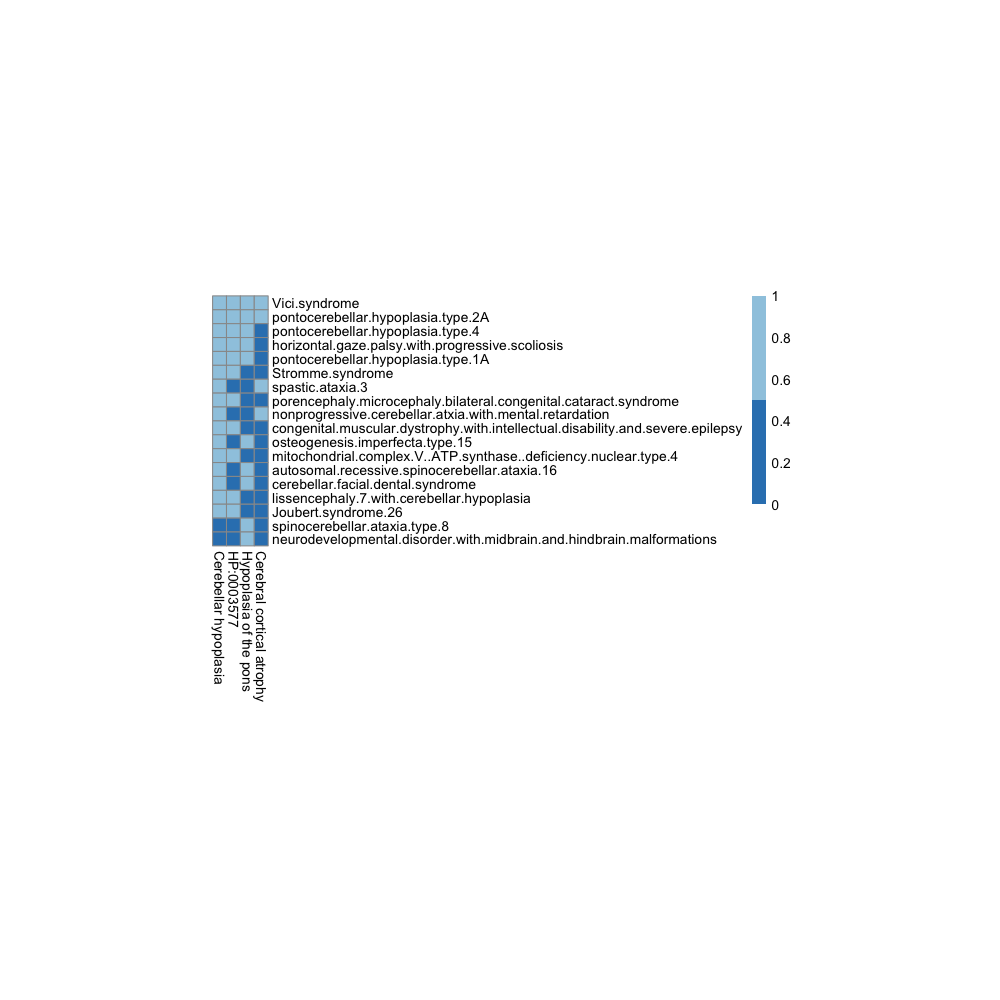 Vici.syndrome
pontocerebellar.hypoplasia.type.2A
pontocerebellar.hypoplasia.type.4
horizontal.gaze.palsy.with.progressive.scoliosis
pontocerebellar.hypoplasia.type.1A
Stromme.syndrome
spastic.ataxia.3
porencephaly.microcephaly.bilateral.congenital.cataract.syndrome
nonprogressive.cerebellar.atxia.with.mental.retardation
congenital.muscular.dystrophy.with.intellectual.disability.and.severe.epilepsy
osteogenesis.imperfecta.type.15
mitochondrial.complex.V..ATP.synthase..deficiency.nuclear.type.4
autosomal.recessive.spinocerebellar.ataxia.16
cerebellar.facial.dental.syndrome
lissencephaly.7.with.cerebellar.hypoplasia
Joubert.syndrome.26
spinocerebellar.ataxia.type.8
neurodevelopmental.disorder.with.midbrain.and.hindbrain.malformations
Cerebellar hypoplasia
HP:0003577
Hypoplasia of the pons
Cerebral cortical atrophy
1
0.8
0.6
0.4
0.2
0